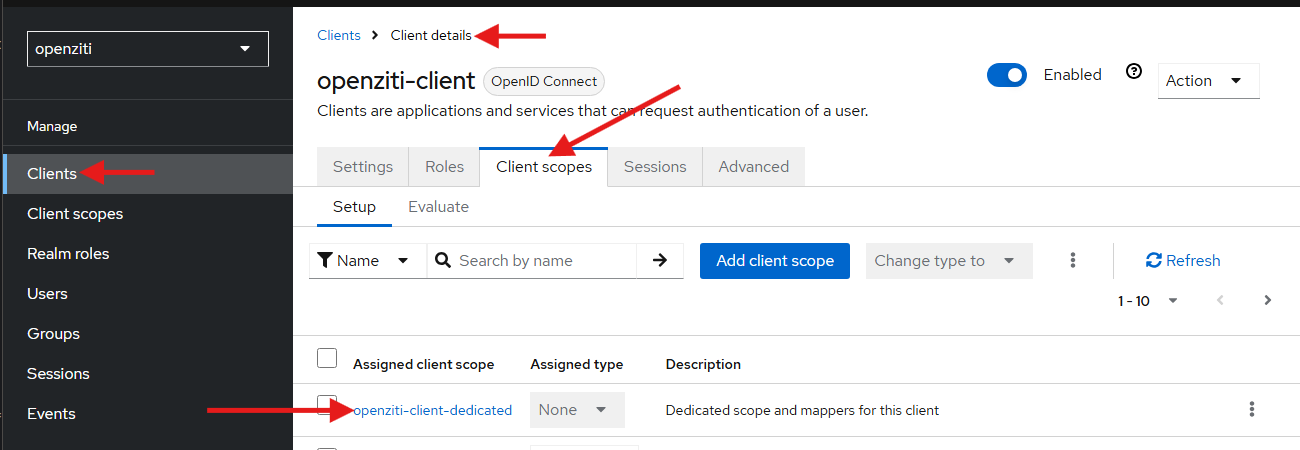 openziti
Manage
Clients
Client scopes
Realm roles
Users
Groups
Sessions
Events
Clients > Client details
openziti-client OpenID Connect
Enabled
Action
Clients are applications and services that can request authentication of a user.
Settings Roles Client scopes Sessions Advanced
Setup Evaluate
Name Search by name Add client scope Change type to Refresh
1 - 10
Assigned client scope Assigned type Description
openziti-client-dedicated None Dedicated scope and mappers for this client